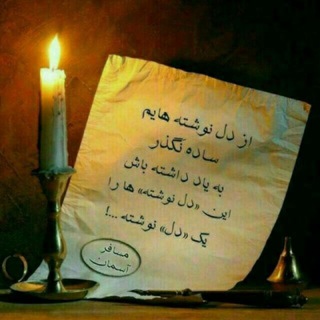 از دل نوشته هایم
ساده نگذر
به یاد داشته باش
این «دل نوشته» ها را
یک «دل» نوشته ...!
مسافر
آسمان